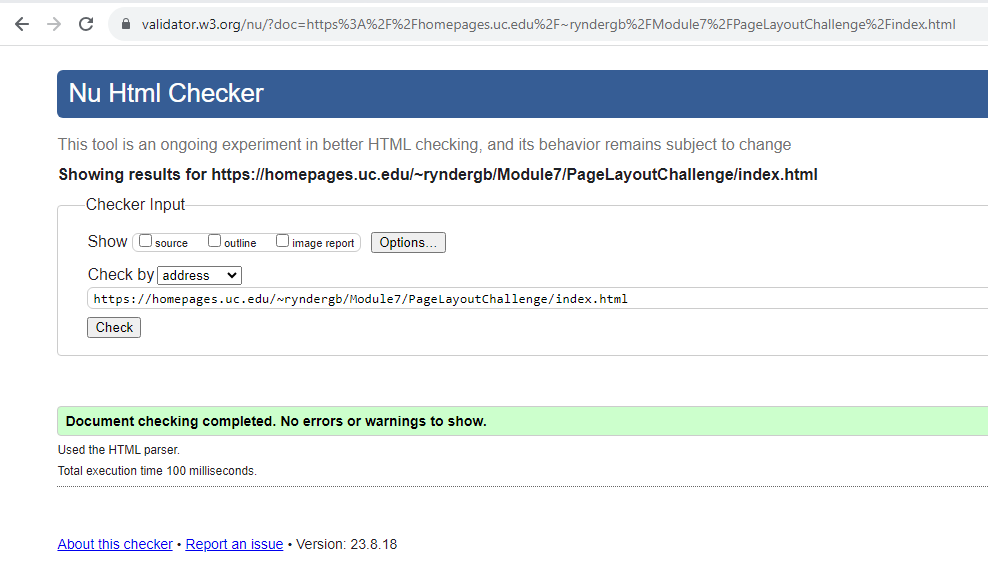 validator.w3.org/nu/?doc=https%3A%2F%2Fhomepages.uc.edu%2F~ryndergb%2FModule7%2FPageLayoutChallenge%2Findex.html
Nu Html Checker
This tool is an ongoing experiment in better HTML checking, and its behavior remains subject to change
Showing results for https://homepages.uc.edu/~ryndergb/Module7/PageLayoutChallenge/index.html
Checker Input
Show source outline image report Options...
Check by address
https://homepages.uc.edu/~ryndergb/Module7/PageLayoutChallenge/index.html
Check
Document checking completed. No errors or warnings to show.
Used the HTML parser.
Total execution time 100 milliseconds.
About this checker • Report an issue • Version: 23.8.18